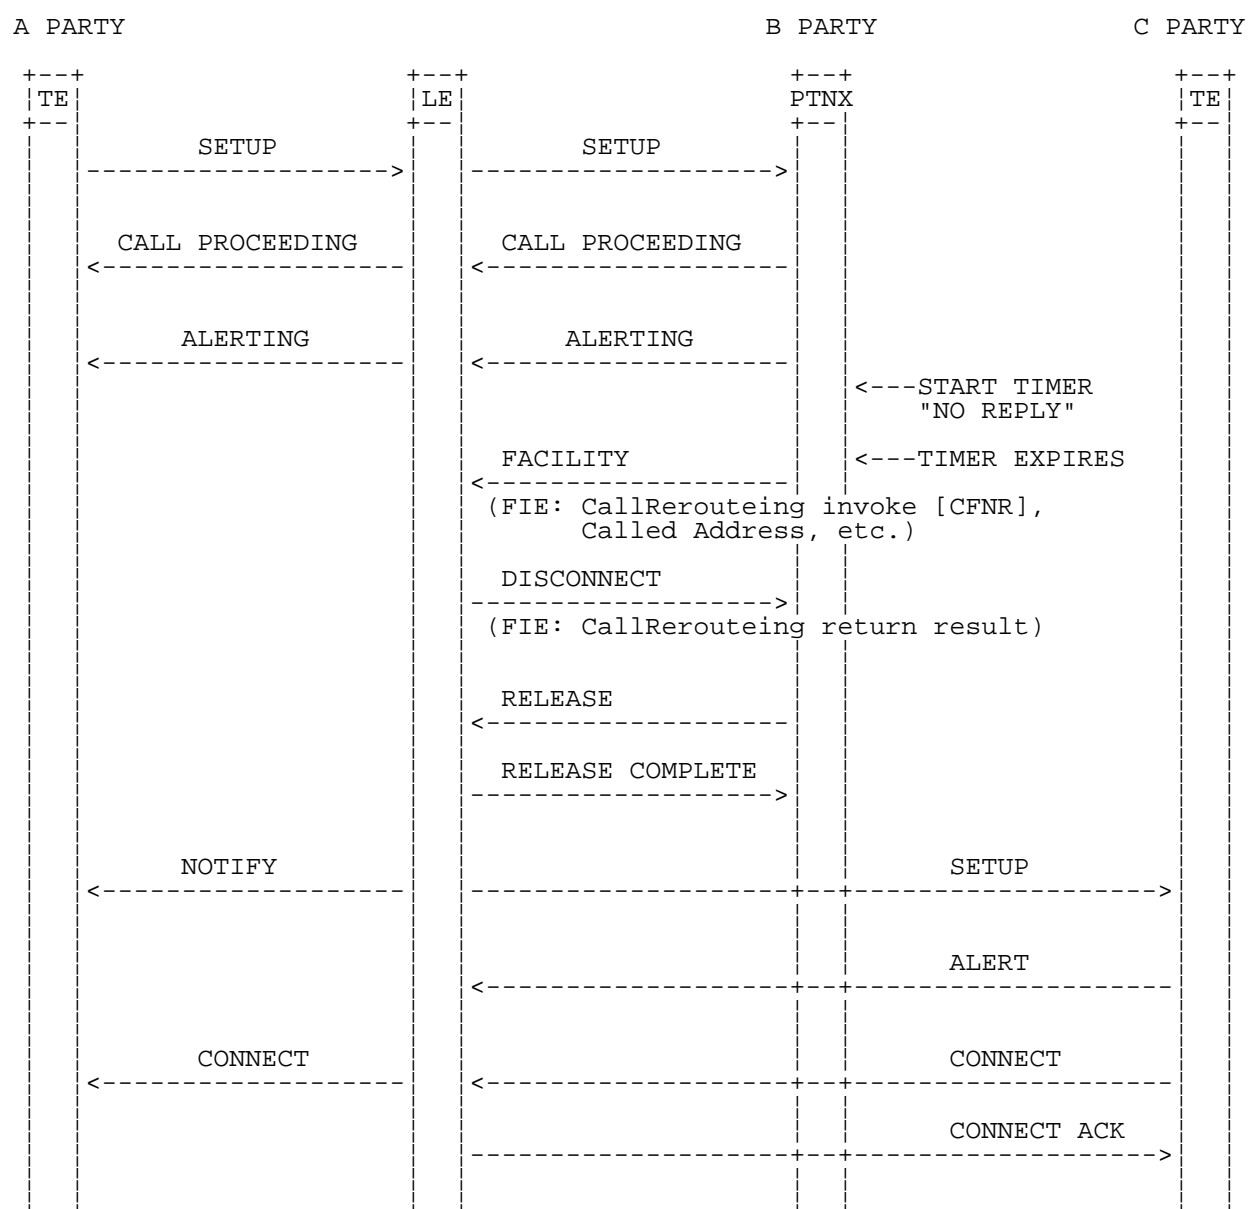 A PARTY B PARTY C PARTY
TE LE PTNX TE
SETUP SETUP
CALL PROCEEDING CALL PROCEEDING
ALERTING ALERTING
<---START TIMER
"NO REPLY"
FACILITY <---TIMER EXPIRES
(FIE: CallRerouteing invoke [CFNR],
Called Address, etc.)
DISCONNECT
(FIE: CallRerouteing return result)
RELEASE
RELEASE COMPLETE
NOTIFY SETUP
ALERT
CONNECT CONNECT
CONNECT ACK